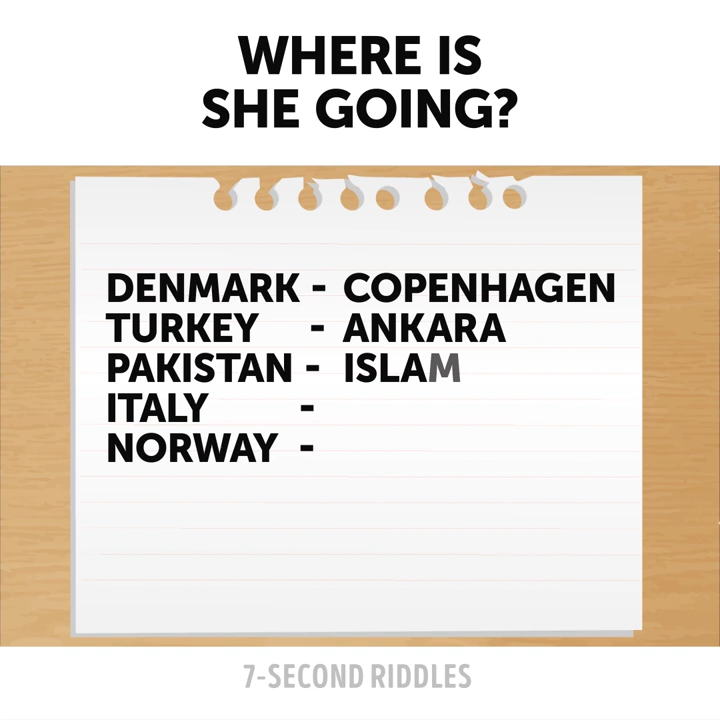 WHERE IS
SHE GOING?
DENMARK - COPENHAGEN
TURKEY - ANKARA
PAKISTAN - ISLAM
ITALY -
NORWAY -
7-SECOND RIDDLES